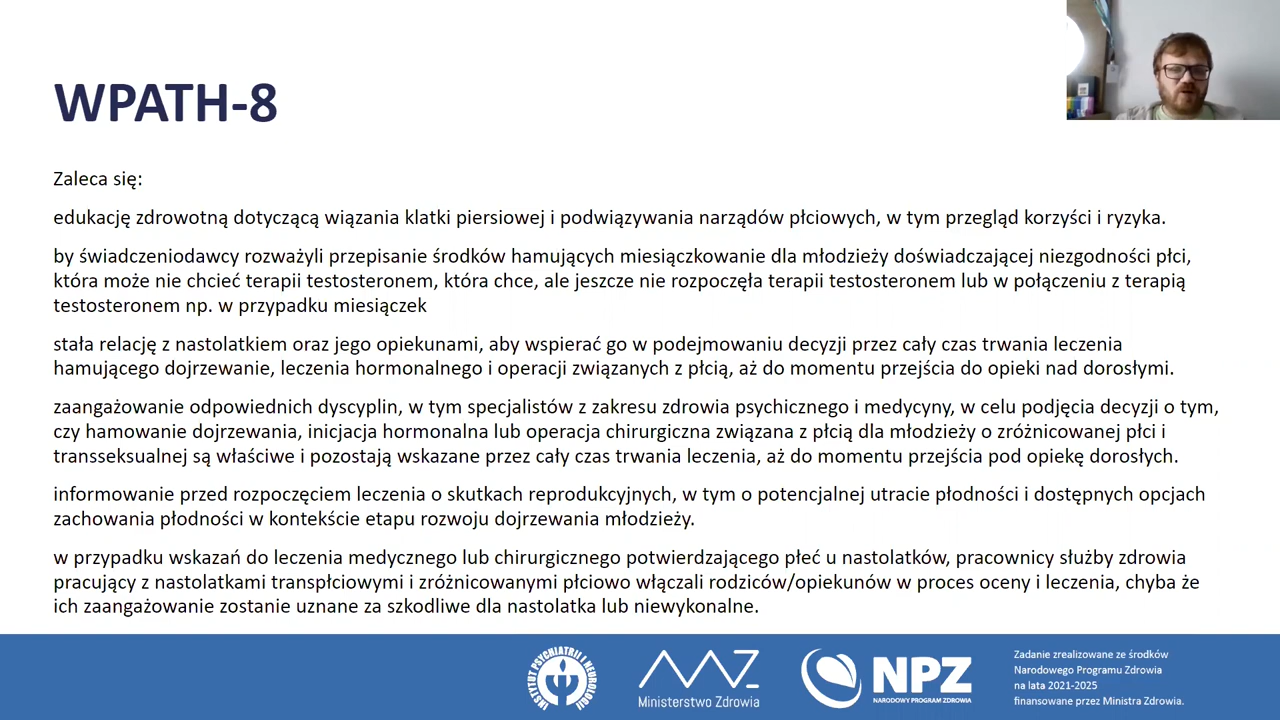 WPATH-8
Zaleca się:
edukację zdrowotną dotyczącą wiązania klatki piersiowej i podwiązywania narządów płciowych, w tym przegląd korzyści i ryzyka.
by świadczeniodawcy rozważyli przepisanie środków hamujących miesiączkowanie dla młodzieży doświadczającej niezgodności płci,
która może nie chcieć terapii testosteronem, która chce, ale jeszcze nie rozpoczęła terapii testosteronem lub w połączeniu z terapią
testosteronem np. w przypadku miesiączek
stała relację z nastolatkiem oraz jego opiekunami, aby wspierać go w podejmowaniu decyzji przez cały czas trwania leczenia
hamującego dojrzewanie, leczenia hormonalnego i operacji związanych z płcią, aż do momentu przejścia do opieki nad dorosłymi.
zaangażowanie odpowiednich dyscyplin, w tym specjalistów z zakresu zdrowia psychicznego i medycyny, w celu podjęcia decyzji o tym,
czy hamowanie dojrzewania, inicjacja hormonalna lub operacja chirurgiczna związana z płcią dla młodzieży o zróżnicowanej płci i
transseksualnej są właściwe i pozostają wskazane przez cały czas trwania leczenia, aż do momentu przejścia pod opiekę dorosłych.
informowanie przed rozpoczęciem leczenia o skutkach reprodukcyjnych, w tym o potencjalnej utracie płodności i dostępnych opcjach
zachowania płodności w kontekście etapu rozwoju dojrzewania młodzieży.
w przypadku wskazań do leczenia medycznego lub chirurgicznego potwierdzającego płeć u nastolatków, pracownicy służby zdrowia
pracujący z nastolatkami transpłciowymi i zróżnicowanymi płciowo włączali rodziców/opiekunów w proces oceny i leczenia, chyba że
ich zaangażowanie zostanie uznane za szkodliwe dla nastolatka lub niewykonalne.
INSTYTUT PSYCHIATRII I NEUROLOGII
Ministerstwo Zdrowia
NPZ
NARODOWY PROGRAM ZDROWIA
Zadanie zrealizowane ze środków
Narodowego Programu Zdrowia
na lata 2021-2025
finansowane przez Ministra Zdrowia.